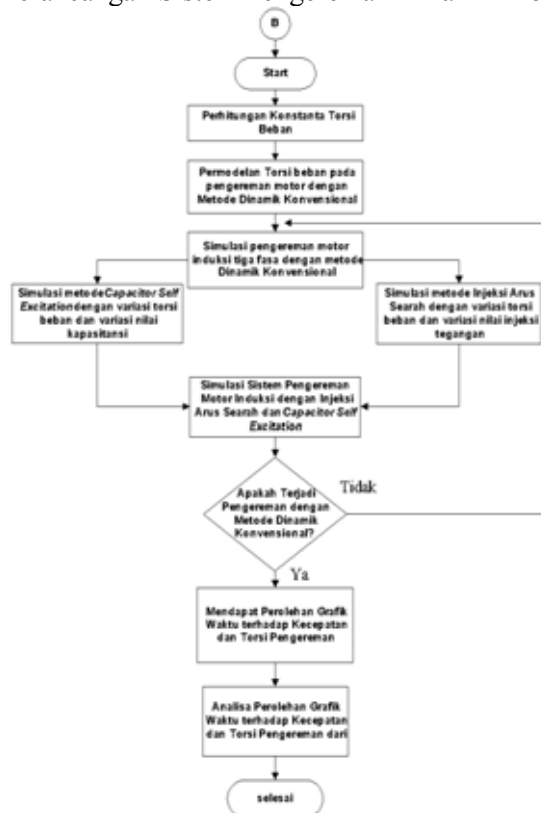 Sistem
B
Start
Perhitungan Konstanta Torsi
Beban
Permodelan Torsi beban pada
pengereman motor dengan
Metode Dinamik Konvensional
Simulasi pengereman motor
induksi tiga fasa dengan metode
Dinamik Konvensional
Simulasi metode Capacitor Self
Excitation dengan variasi torsi
beban dan variasi nilai
kapasitansi
Simulasi metode Injeksi Arus
Searah dengan variasi torsi
beban dan variasi nilai injeksi
tegangan
Simulasi Sistem Pengereman
Motor Induksi dengan Injeksi
Arus Searah dan Capacitor Self
Excitation
Apakah Terjadi
Pengereman dengan
Metode Dinamik
Konvensional?
Tidak
Ya
Mendapat Perolehan Grafik
Waktu terhadap Kecepatan
dan Torsi Pengereman
Analisa Perolehan Grafik
Waktu terhadap Kecepatan
dan Torsi Pengereman dari
selesai